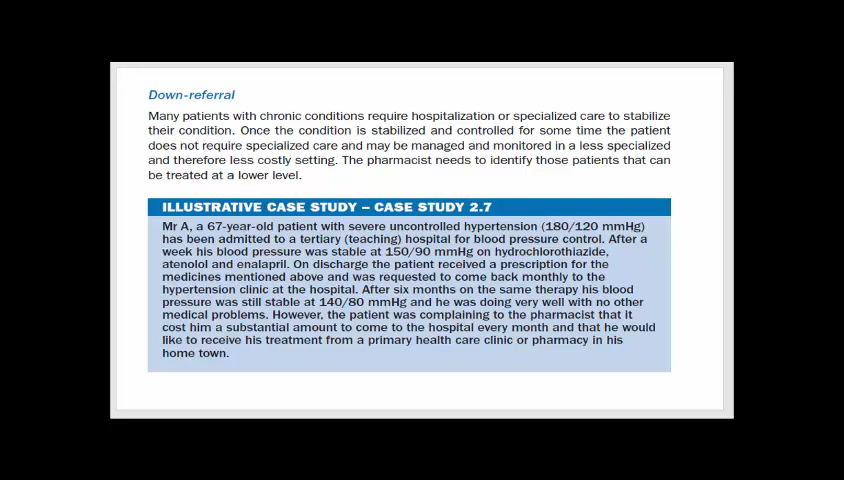 Down-referral
Many patients with chronic conditions require hospitalization or specialized care to stabilize
their condition. Once the condition is stabilized and controlled for some time the patient
does not require specialized care and may be managed and monitored in a less specialized
and therefore less costly setting. The pharmacist needs to identify those patients that can
be treated at a lower level.
ILLUSTRATIVE CASE STUDY – CASE STUDY 2.7
Mr A, a 67-year-old patient with severe uncontrolled hypertension (180/120 mmHg)
has been admitted to a tertiary (teaching) hospital for blood pressure control. After a
week his blood pressure was stable at 150/90 mmHg on hydrochlorothiazide,
atenolol and enalapril. On discharge the patient received a prescription for the
medicines mentioned above and was requested to come back monthly to the
hypertension clinic at the hospital. After six months on the same therapy his blood
pressure was still stable at 140/80 mmHg and he was doing very well with no other
medical problems. However, the patient was complaining to the pharmacist that it
cost him a substantial amount to come to the hospital every month and that he would
like to receive his treatment from a primary health care clinic or pharmacy in his
home town.